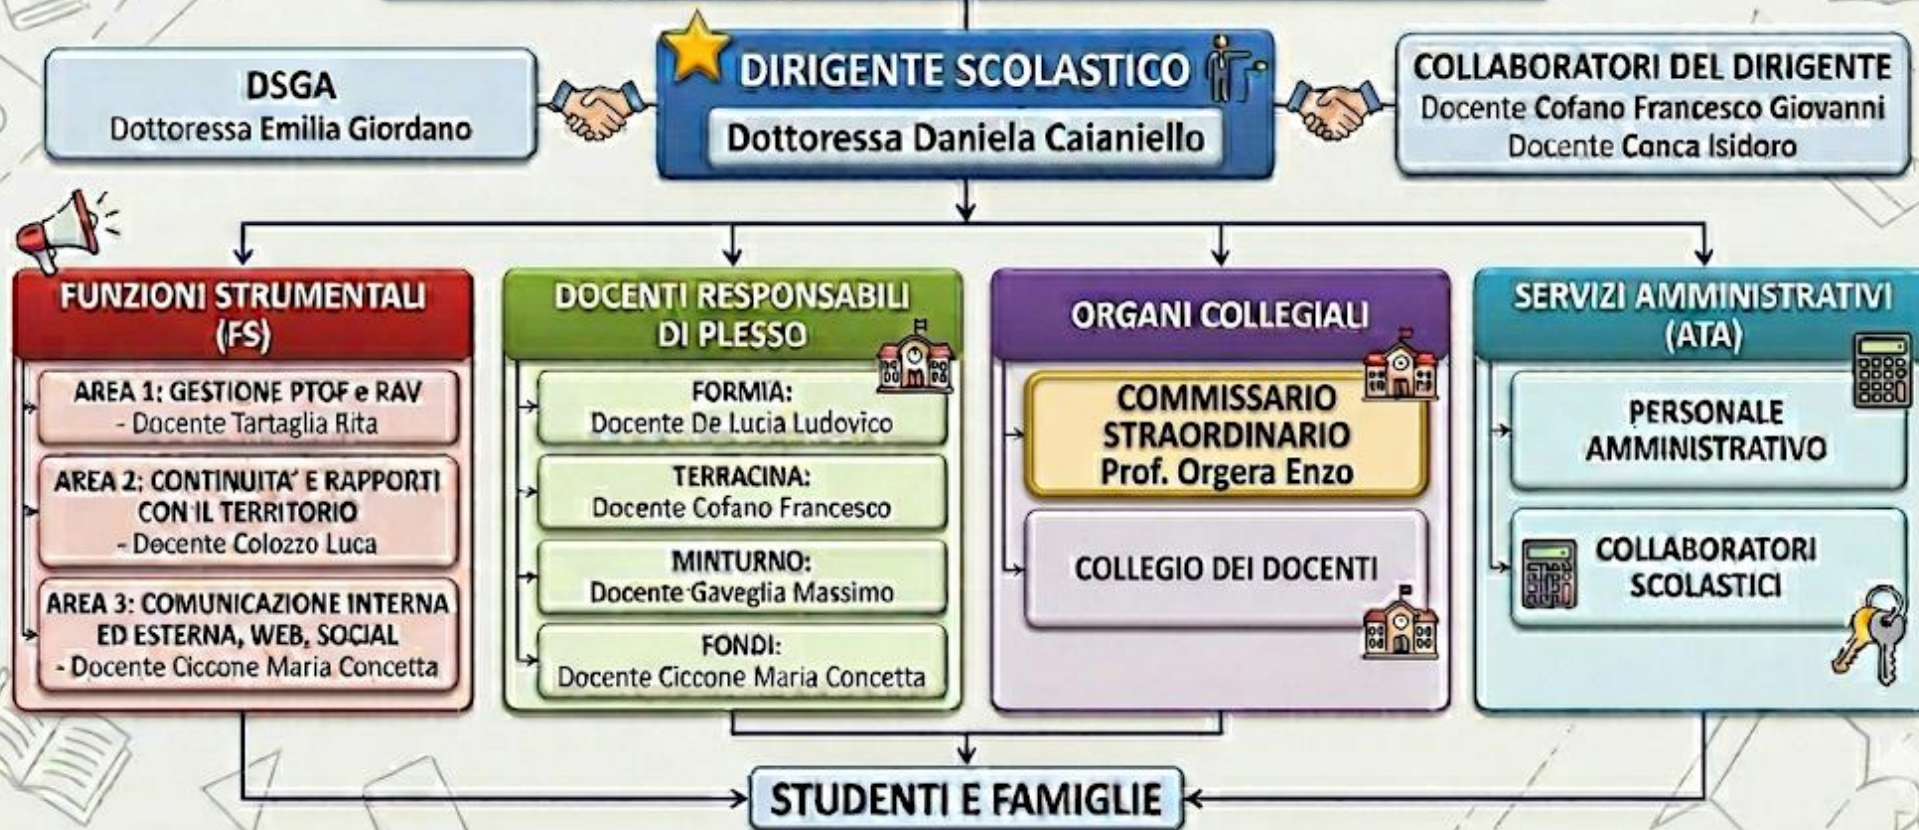 DSGA
Dottoressa Emilia Giordano
DIRIGENTE SCOLASTICO
Dottoressa Daniela Caianiello
COLLABORATORI DEL DIRIGENTE
Docente Cofano Francesco Giovanni
Docente Conca Isidoro
FUNZIONI STRUMENTALI
(FS)
AREA 1: GESTIONE PTOF e RAV
- Docente Tartaglia Rita
AREA 2: CONTINUITA' E RAPPORTI
CON IL TERRITORIO
- Docente Colozzo Luca
AREA 3: COMUNICAZIONE INTERNA
ED ESTERNA, WEB, SOCIAL
- Docente Ciccone Maria Concetta
DOCENTI RESPONSABILI
DI PLESSO
FORMIA:
Docente De Lucia Ludovico
TERRACINA:
Docente Cofano Francesco
MINTURNO:
Docente Gaveglia Massimo
FONDI:
Docente Ciccone Maria Concetta
ORGANI COLLEGIALI
COMMISSARIO
STRAORDINARIO
Prof. Orgera Enzo
COLLEGIO DEI DOCENTI
SERVIZI AMMINISTRATIVI
(ATA)
PERSONALE
AMMINISTRATIVO
COLLABORATORI
SCOLASTICI
STUDENTI E FAMIGLIE